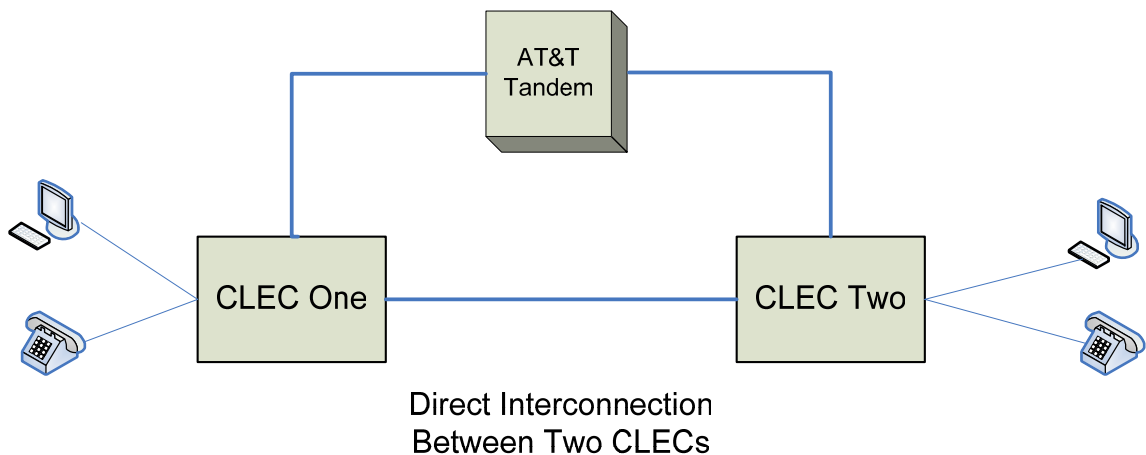 AT&T
Tandem
CLEC One
CLEC Two
Direct Interconnection
Between Two CLECs